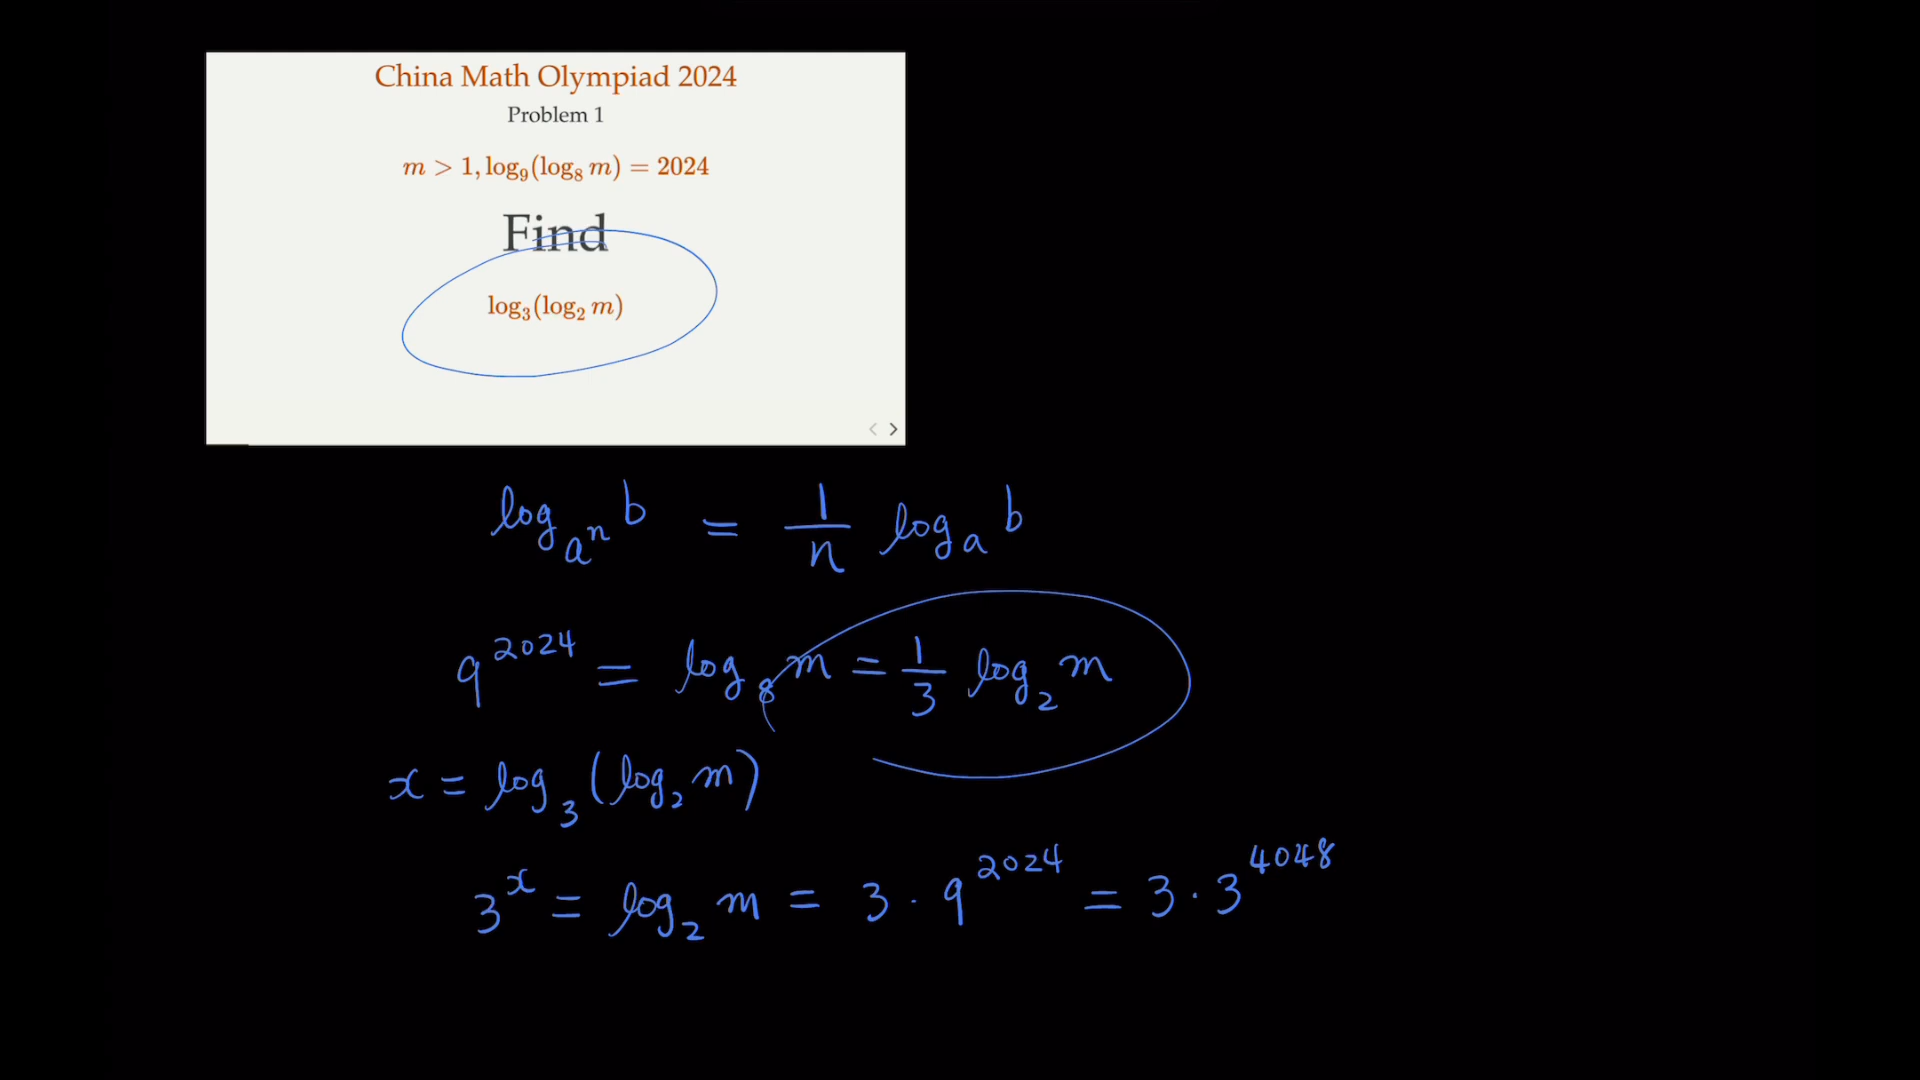 China Math Olympiad 2024
Problem 1
m > 1, log₉(log₈ m) = 2024
Find
log₃(log₂ m)
< >
log_{aⁿ} b = 1/n logₐ b
9²⁰²⁴ = log₈ m = 1/3 log₂ m
x = log₃ (log₂ m)
3ˣ = log₂ m = 3 · 9²⁰²⁴ = 3 · 3⁴⁰⁴⁸